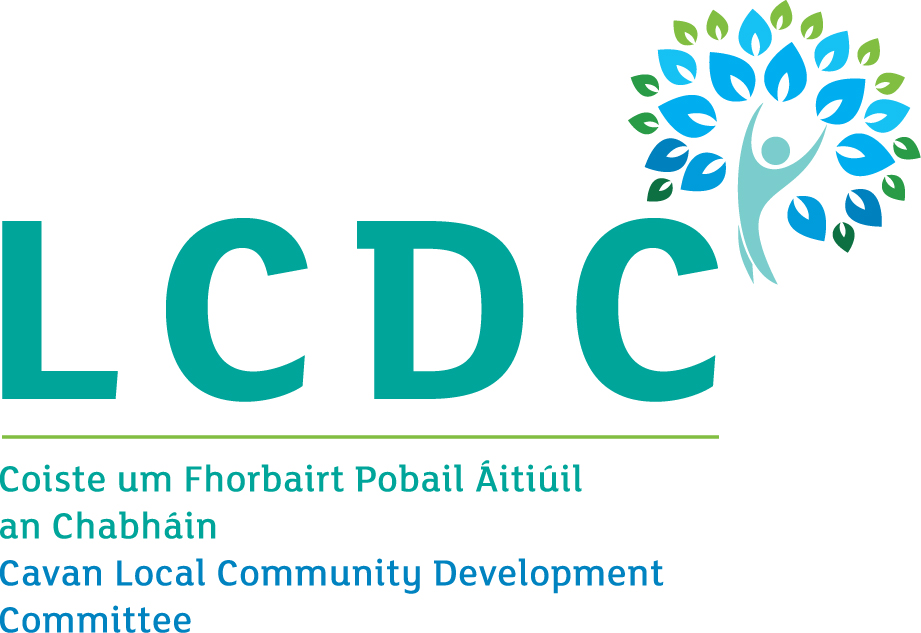 LCDC
Coiste um Fhorbairt Pobail Áitiúil
an Chabháin
Cavan Local Community Development
Committee